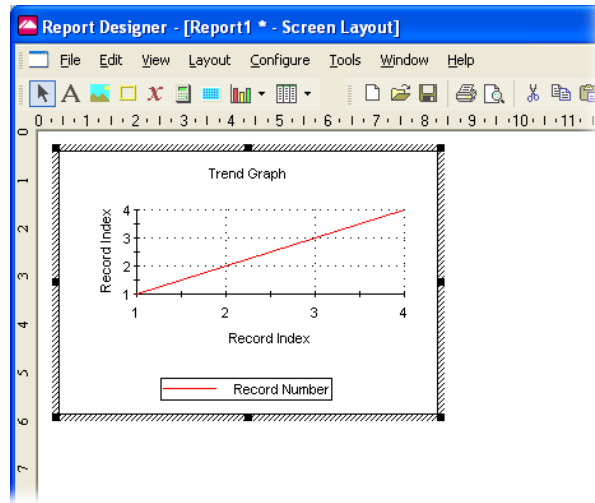 Report Designer - [Report1 * - Screen Layout]
File Edit View Layout Configure Tools Window Help
A x
0 1 2 3 4 5 6 7 8 9 10 11
0
1
2
3
4
5
6
7
Trend Graph
Record Index
4
3
2
1
1 2 3 4
Record Index
Record Number